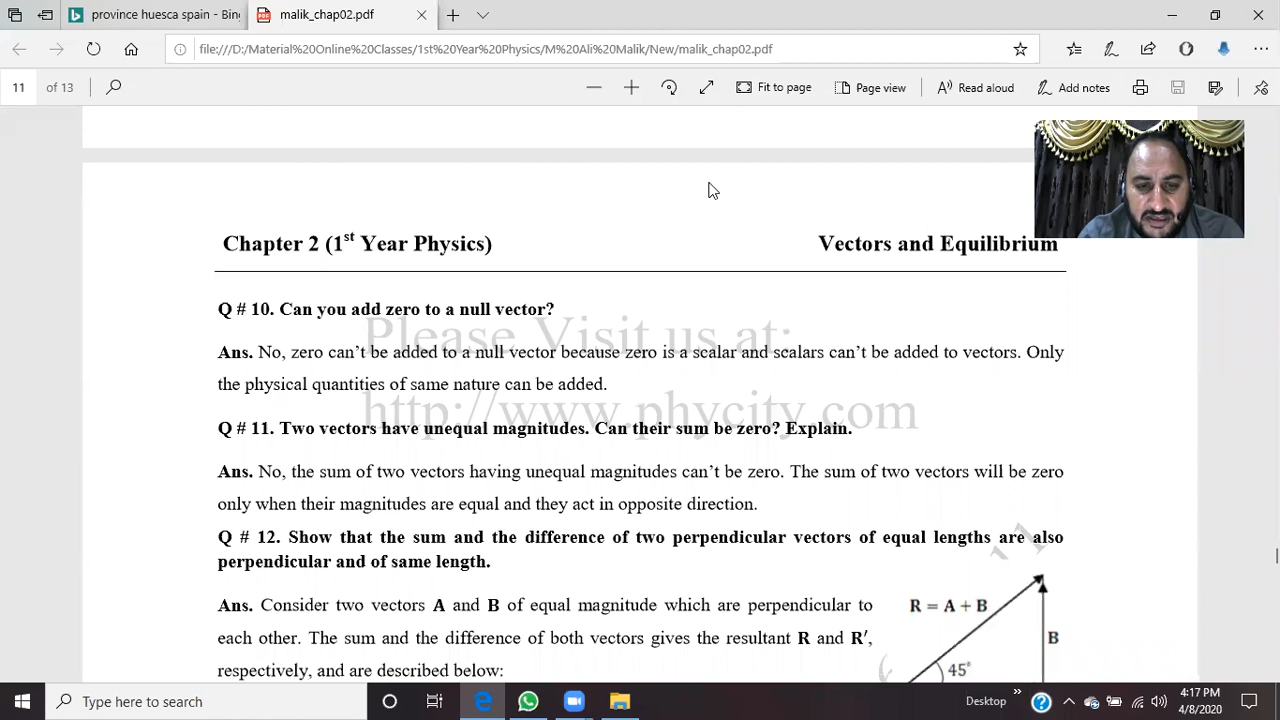 province huesca spain - Bing
malik_chap02.pdf
file:///D:/Material%20Online%20Classes/1st%20Year%20Physics/M%20Ali%20Malik/New/malik_chap02.pdf
11 of 13
Fit to page
Page view
Read aloud
Add notes
Chapter 2 (1st Year Physics)
Vectors and Equilibrium
Please Visit us at:
http://www.phycity.com
Q # 10. Can you add zero to a null vector?
Ans. No, zero can't be added to a null vector because zero is a scalar and scalars can't be added to vectors. Only
the physical quantities of same nature can be added.
Q # 11. Two vectors have unequal magnitudes. Can their sum be zero? Explain.
Ans. No, the sum of two vectors having unequal magnitudes can't be zero. The sum of two vectors will be zero
only when their magnitudes are equal and they act in opposite direction.
Q # 12. Show that the sum and the difference of two perpendicular vectors of equal lengths are also
perpendicular and of same length.
Ans. Consider two vectors A and B of equal magnitude which are perpendicular to
each other. The sum and the difference of both vectors gives the resultant R and R′,
respectively, and are described below:
R = A + B
B
45°
Type here to search
Desktop
4:17 PM
4/8/2020